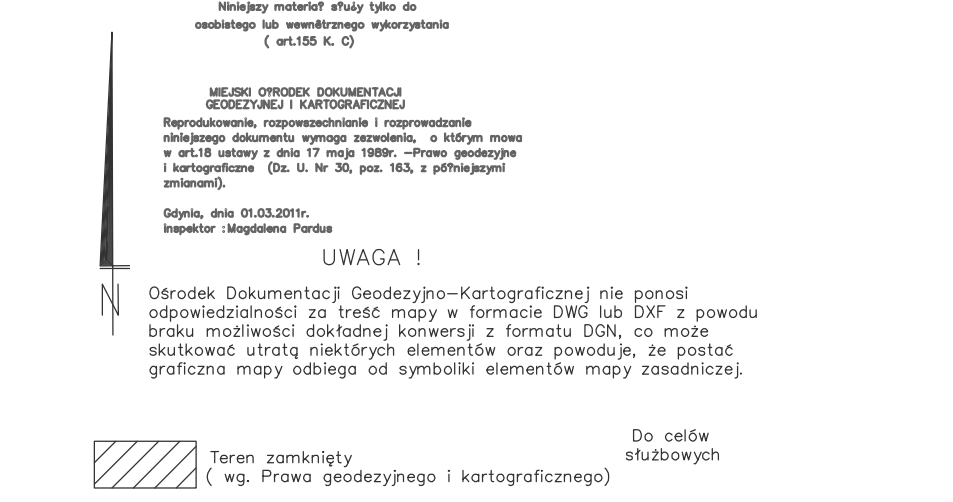 Niniejszy materia? s?u¿y tylko do
osobistego lub wewnêtrznego wykorzystania
( art.155 K. C)
MIEJSKI O?RODEK DOKUMENTACJI
GEODEZYJNEJ I KARTOGRAFICZNEJ
Reprodukowanie, rozpowszechnianie i rozprowadzanie
niniejszego dokumentu wymaga zezwolenia, o którym mowa
w art.18 ustawy z dnia 17 maja 1989r. -Prawo geodezyjne
i kartograficzne (Dz. U. Nr 30, poz. 163, z pó?niejszymi
zmianami).
Gdynia, dnia 01.03.2011r.
inspektor :Magdalena Pardus
UWAGA !
N
Ośrodek Dokumentacji Geodezyjno-Kartograficznej nie ponosi
odpowiedzialności za treść mapy w formacie DWG lub DXF z powodu
braku możliwości dokładnej konwersji z formatu DGN, co może
skutkować utratą niektórych elementów oraz powoduje, że postać
graficzna mapy odbiega od symboliki elementów mapy zasadniczej.
Do celów
służbowych
Teren zamknięty
( wg. Prawa geodezyjnego i kartograficznego)